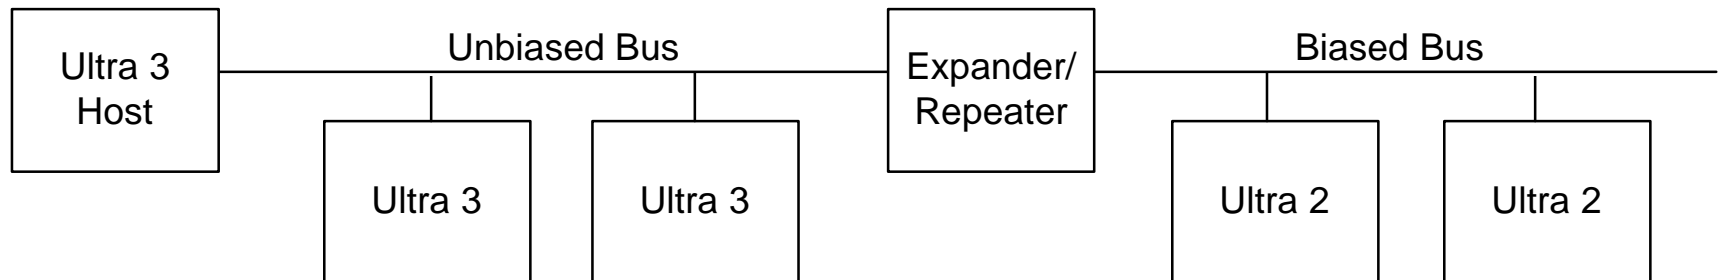 Ultra 3
Host
Unbiased Bus
Expander/
Repeater
Biased Bus
Ultra 3
Ultra 3
Ultra 2
Ultra 2